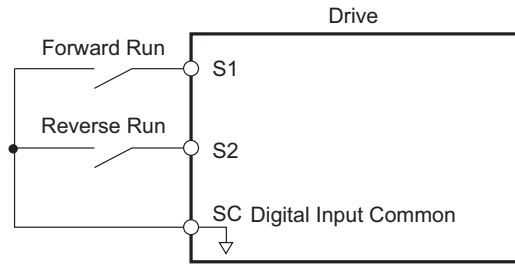 Drive
Forward Run
S1
Reverse Run
S2
SC Digital Input Common